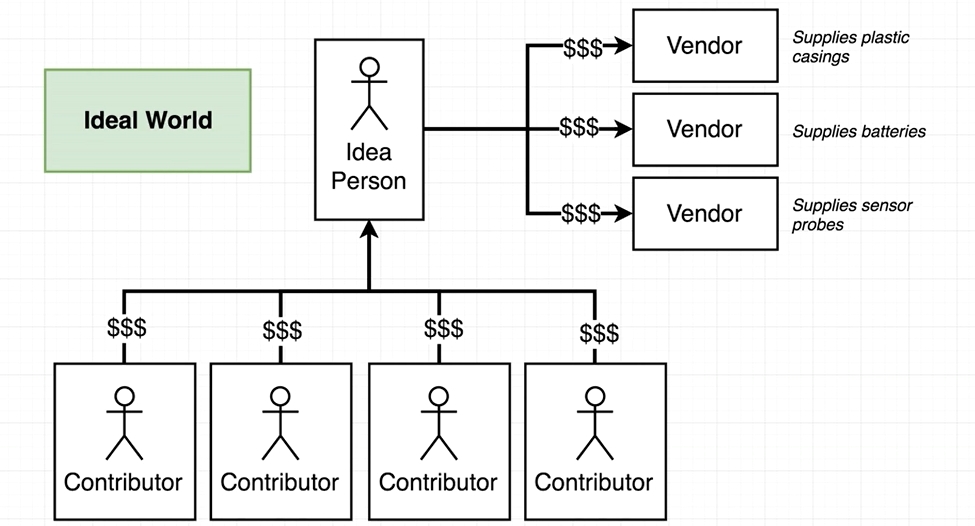 Ideal World
Idea
Person
$$$
Vendor
Supplies plastic
casings
$$$
Vendor
Supplies batteries
$$$
Vendor
Supplies sensor
probes
$$$
$$$
$$$
$$$
Contributor
Contributor
Contributor
Contributor